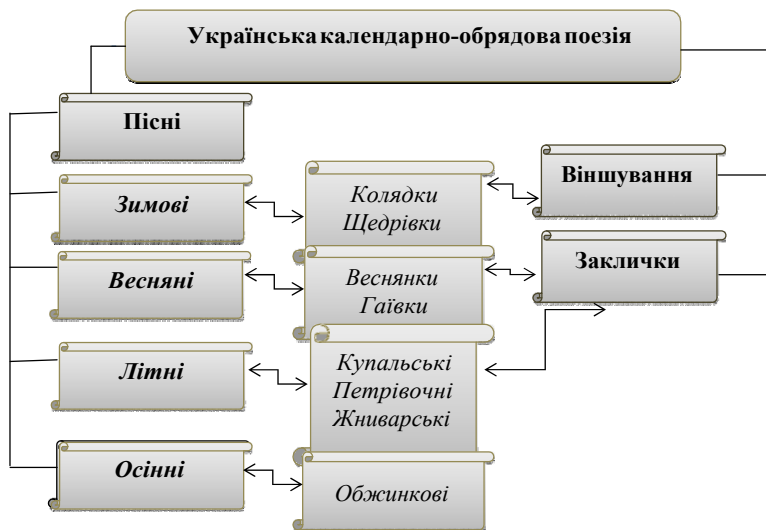 Українська календарно-обрядова поезія
Пісні
Зимові
Колядки
Щедрівки
Віншування
Весняні
Веснянки
Гаївки
Заклички
Літні
Купальські
Петрівочні
Жниварські
Осінні
Обжинкові